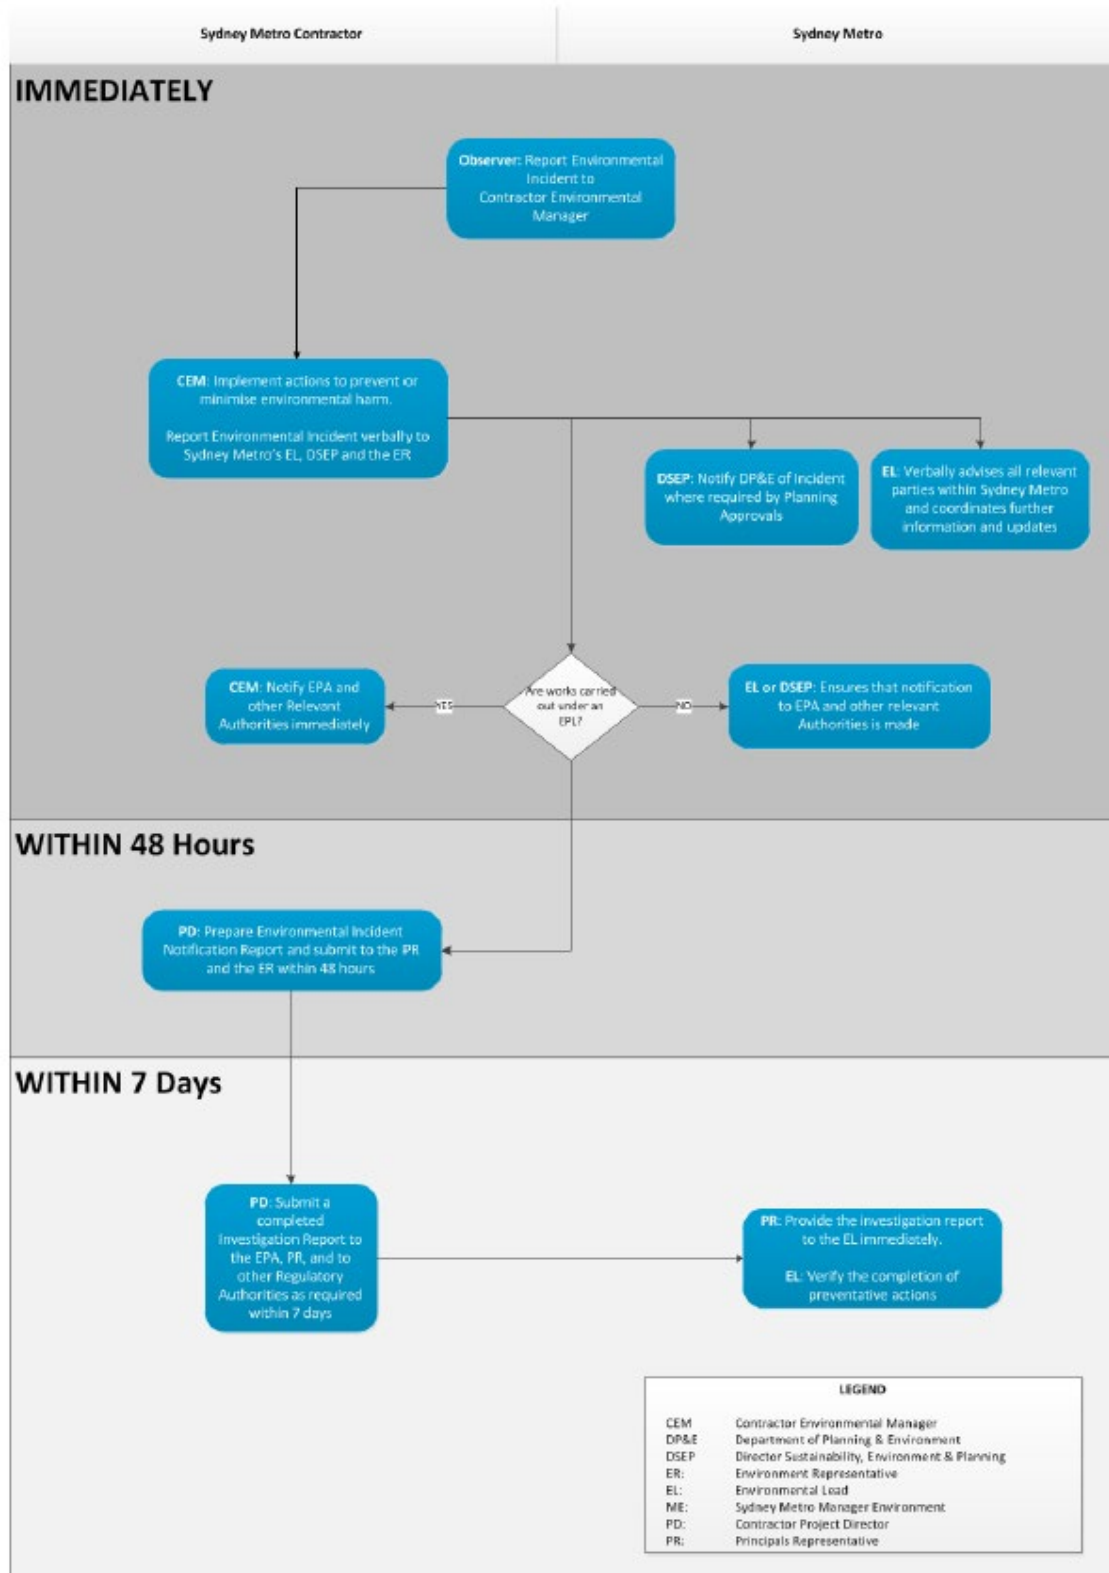 Sydney Metro Contractor
Sydney Metro
IMMEDIATELY
Observer: Report Environmental
Incident to
Contractor Environmental
Manager
CEM: Implement actions to prevent or
minimise environmental harm.
Report Environmental Incident verbally to
Sydney Metro's EL, DSEP and the ER
DSEP: Notify DP&E of Incident
where required by Planning
Approvals
EL: Verbally advises all relevant
parties within Sydney Metro
and coordinates further
information and updates
CEM: Notify EPA and
other Relevant
Authorities immediately
YES
Are works carried
out under an
EPL?
NO
EL or DSEP: Ensures that notification
to EPA and other relevant
Authorities is made
WITHIN 48 Hours
PD: Prepare Environmental Incident
Notification Report and submit to the PR
and the ER within 48 hours
WITHIN 7 Days
PD: Submit a
completed
Investigation Report to
the EPA, PR, and to
other Regulatory
Authorities as required
within 7 days
PR: Provide the investigation report
to the EL immediately.
EL: Verify the completion of
preventative actions
LEGEND
CEM Contractor Environmental Manager
DP&E Department of Planning & Environment
DSEP Director Sustainability, Environment & Planning
ER: Environment Representative
EL: Environmental Lead
ME: Sydney Metro Manager Environment
PD: Contractor Project Director
PR: Principals Representative